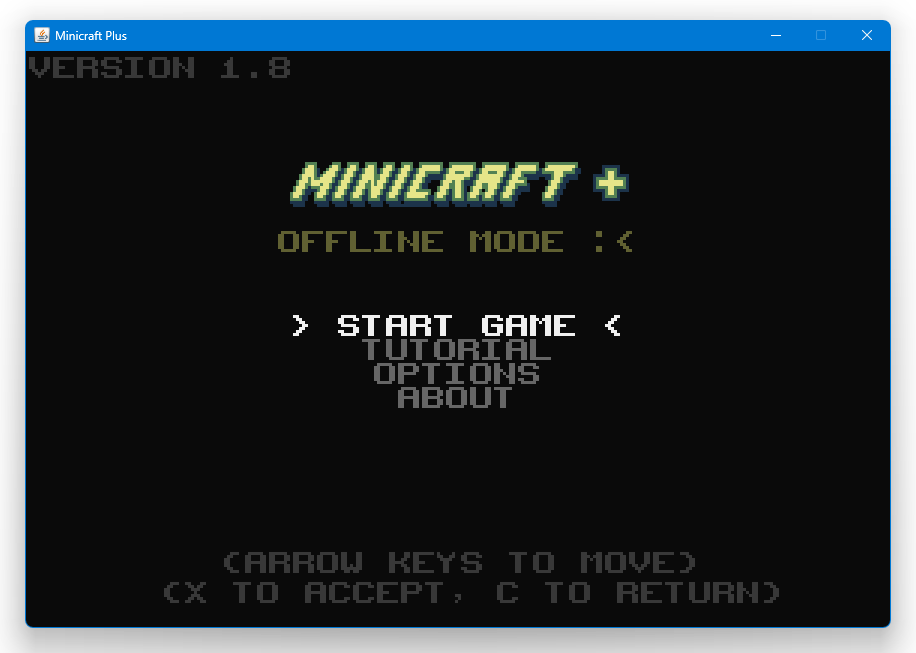 Minicraft Plus
VERSION 1.8
MINICRAFT +
OFFLINE MODE :<
> START GAME <
TUTORIAL
OPTIONS
ABOUT
(ARROW KEYS TO MOVE)
(X TO ACCEPT, C TO RETURN)